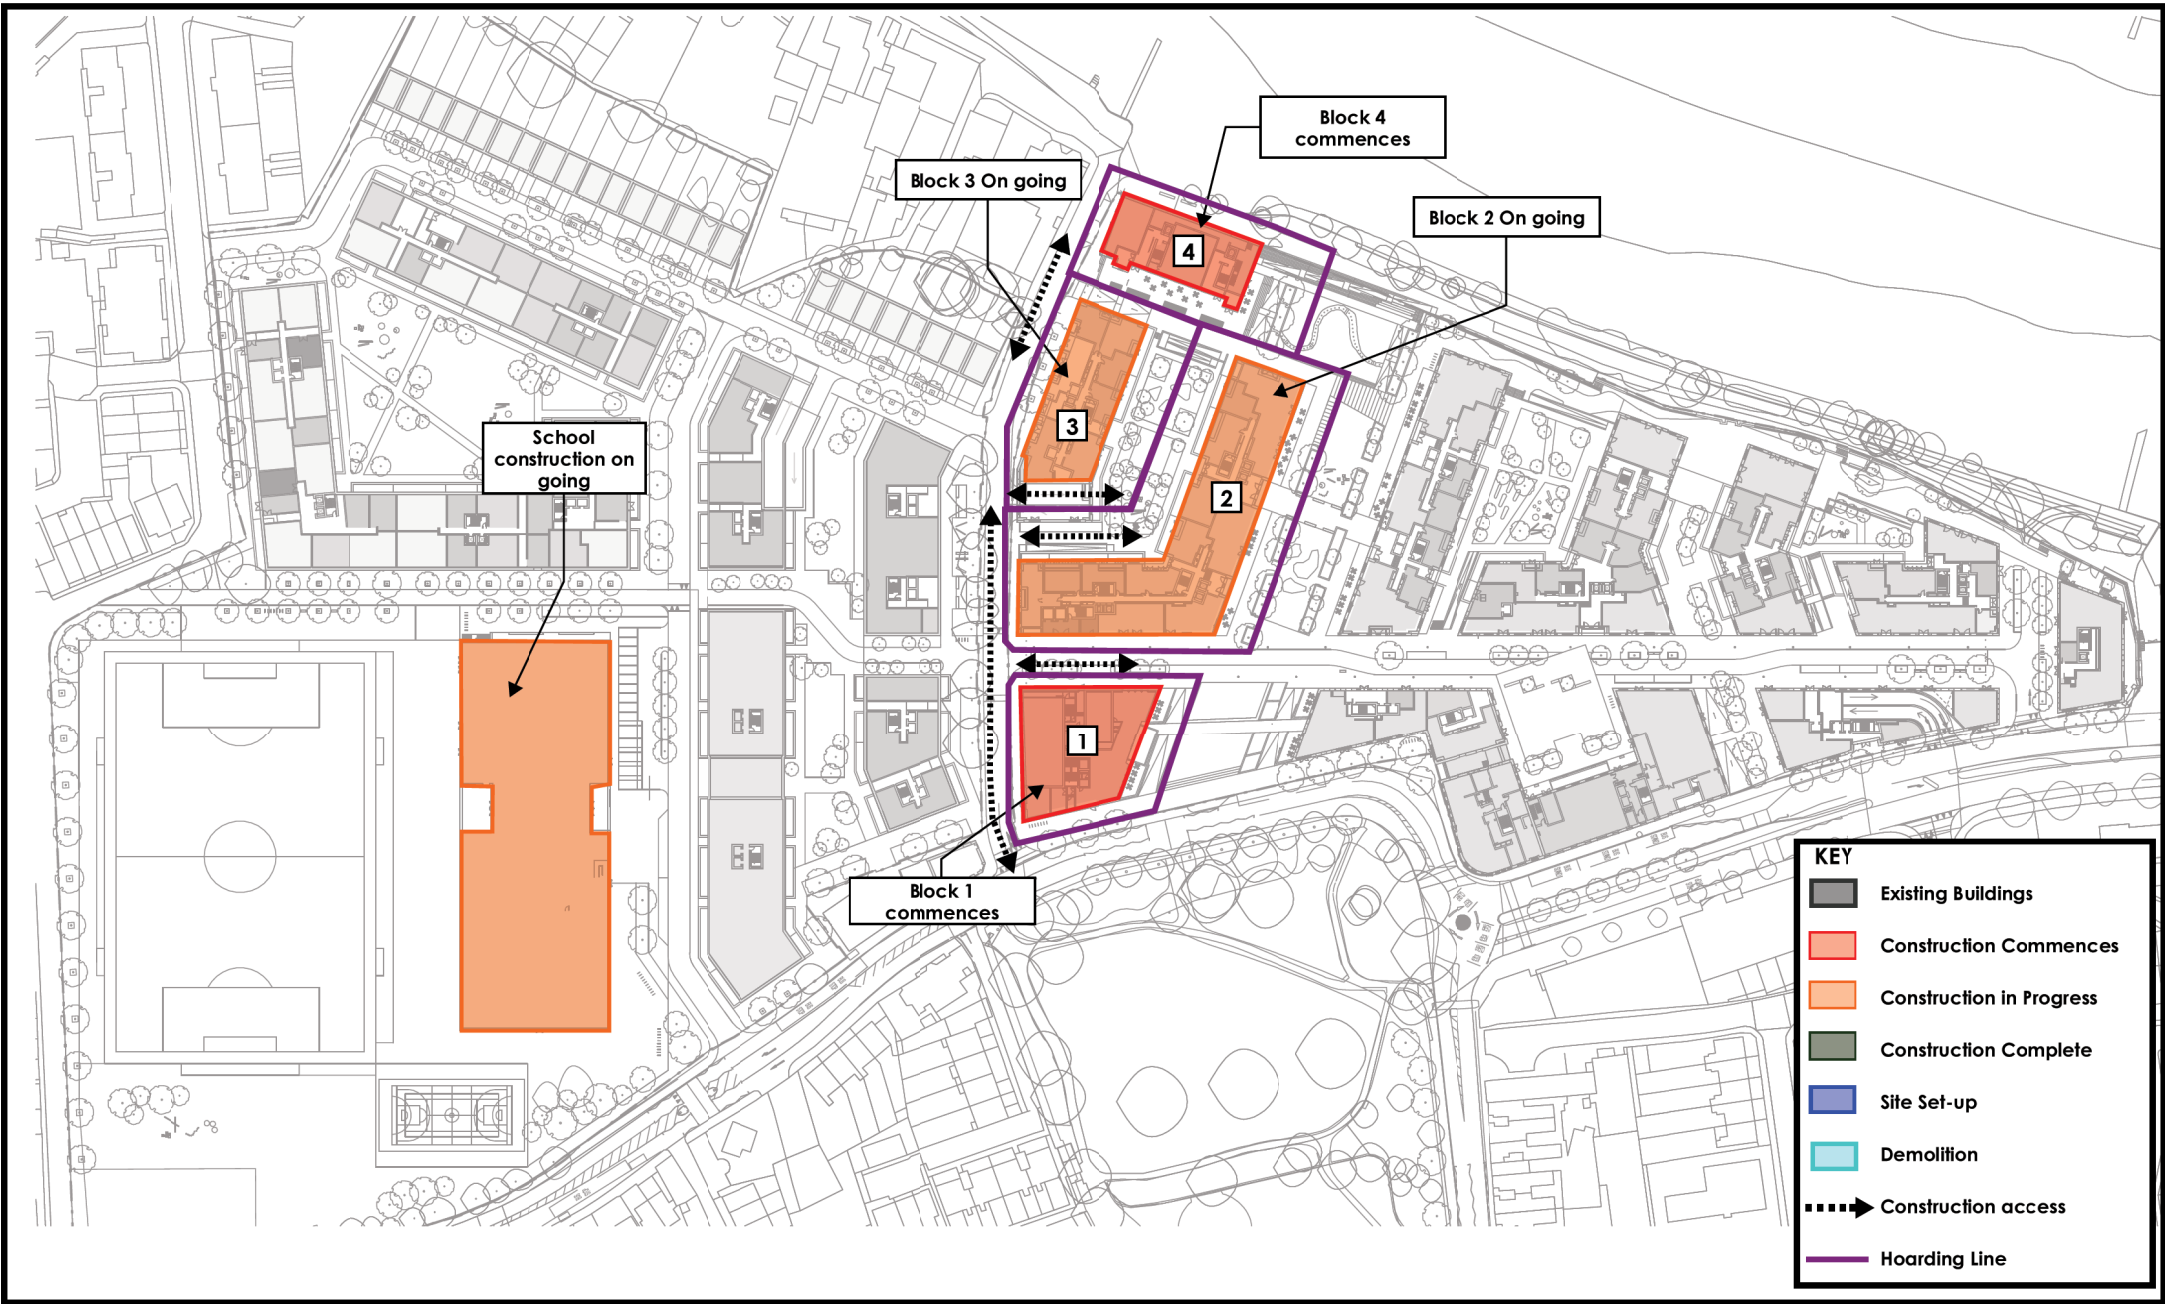 Block 4
commences
Block 3 On going
Block 2 On going
4
3
2
School
construction on
going
1
Block 1
commences
KEY
Existing Buildings
Construction Commences
Construction in Progress
Construction Complete
Site Set-up
Demolition
Construction access
Hoarding Line